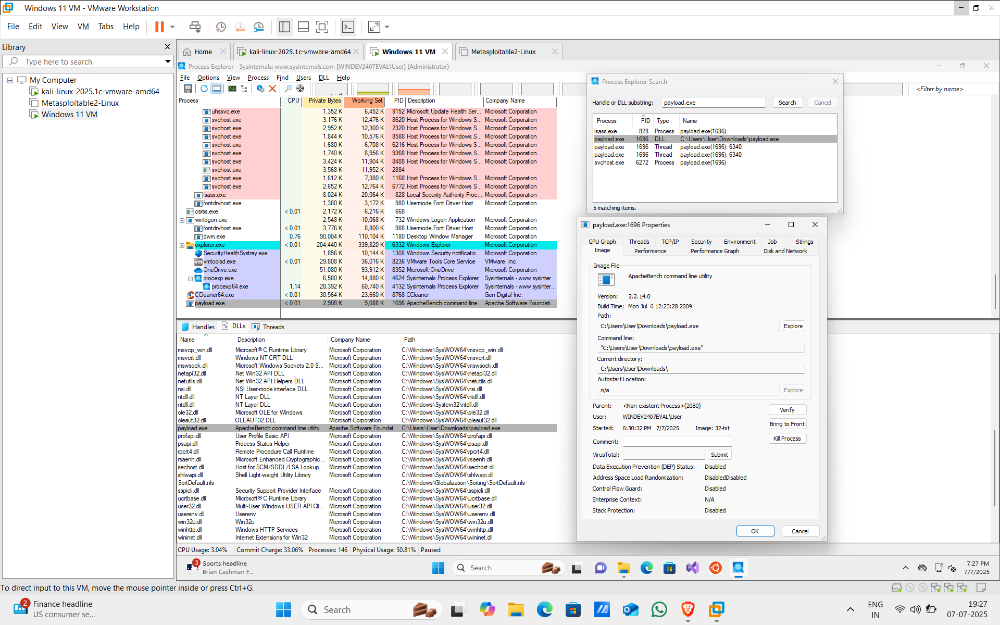 Windows 11 VM - VMware Workstation
File Edit View VM Tabs Help
Library
Type here to search
My Computer
kali-linux-2025.1c-vmware-amd64
Metasploitable2-Linux
Windows 11 VM
Home kali-linux-2025.1c-vmware-amd64 Windows 11 VM Metasploitable2-Linux
Process Explorer - Sysinternals: www.sysinternals.com [WINDEV2407EVAL\User] (Administrator)
File Options View Process Find Users DLL Help
<Filter by name>
Process CPU Private Bytes Working Set PID Description Company Name
uhssvc.exe 1,352 K 6,452 K 9152 Microsoft Update Health Ser... Microsoft Corporation
svchost.exe 3,176 K 12,476 K 8620 Host Process for Windows S... Microsoft Corporation
svchost.exe 2,952 K 12,300 K 2320 Host Process for Windows S... Microsoft Corporation
svchost.exe 1,844 K 10,576 K 8588 Host Process for Windows S... Microsoft Corporation
svchost.exe 1,680 K 6,708 K 6216 Host Process for Windows S... Microsoft Corporation
svchost.exe 1,740 K 8,956 K 9368 Host Process for Windows S... Microsoft Corporation
svchost.exe 3,424 K 11,904 K 8488 Host Process for Windows S... Microsoft Corporation
svchost.exe 3,568 K 11,952 K 2884
svchost.exe 1,612 K 7,380 K 1168 Host Process for Windows S... Microsoft Corporation
svchost.exe 2,652 K 12,764 K 6772 Host Process for Windows S... Microsoft Corporation
lsass.exe 8,024 K 20,064 K 828 Local Security Authority Proc... Microsoft Corporation
fontdrvhost.exe 1,380 K 3,172 K 980 Usermode Font Driver Host Microsoft Corporation
csrss.exe < 0.01 2,172 K 6,216 K 668
winlogon.exe 2,548 K 10,068 K 732 Windows Logon Application Microsoft Corporation
fontdrvhost.exe < 0.01 3,776 K 8,800 K 988 Usermode Font Driver Host Microsoft Corporation
dwm.exe 0.76 90,004 K 110,104 K 1180 Desktop Window Manager Microsoft Corporation
explorer.exe < 0.01 204,440 K 339,820 K 6332 Windows Explorer Microsoft Corporation
SecurityHealthSystray.exe 1,856 K 10,144 K 1308 Windows Security notificatio... Microsoft Corporation
vmtoolsd.exe < 0.01 29,808 K 36,016 K 8236 VMware Tools Core Service VMware, Inc.
OneDrive.exe 51,080 K 93,912 K 8352 Microsoft OneDrive Microsoft Corporation
procexp.exe 6,580 K 14,880 K 4624 Sysinternals Process Explorer Sysinternals - www.sysinter...
procexp64.exe 1.14 28,392 K 60,740 K 4132 Sysinternals Process Explorer Sysinternals - www.sysinter...
CCleaner64.exe < 0.01 30,564 K 23,660 K 8768 CCleaner Gen Digital Inc.
payload.exe < 0.01 2,908 K 9,088 K 1696 ApacheBench command line... Apache Software Foundati...
Handles DLLs Threads
Name Description Company Name Path
msvcp_win.dll Microsoft® C Runtime Library Microsoft Corporation C:\Windows\SysWOW64\msvcp_win.dll
msvcrt.dll Windows NT CRT DLL Microsoft Corporation C:\Windows\SysWOW64\msvcrt.dll
mswsock.dll Microsoft Windows Sockets 2.0 S... Microsoft Corporation C:\Windows\SysWOW64\mswsock.dll
netapi32.dll Net Win32 API DLL Microsoft Corporation C:\Windows\SysWOW64\netapi32.dll
netutils.dll Net Win32 API Helpers DLL Microsoft Corporation C:\Windows\SysWOW64\netutils.dll
nsi.dll NSI User-mode interface DLL Microsoft Corporation C:\Windows\SysWOW64\nsi.dll
ntdll.dll NT Layer DLL Microsoft Corporation C:\Windows\SysWOW64\ntdll.dll
ntdll.dll NT Layer DLL Microsoft Corporation C:\Windows\System32\ntdll.dll
ole32.dll Microsoft OLE for Windows Microsoft Corporation C:\Windows\SysWOW64\ole32.dll
oleaut32.dll OLEAUT32.DLL Microsoft Corporation C:\Windows\SysWOW64\oleaut32.dll
payload.exe ApacheBench command line utility Apache Software Foundat... C:\Users\User\Downloads\payload.exe
profapi.dll User Profile Basic API Microsoft Corporation C:\Windows\SysWOW64\profapi.dll
psapi.dll Process Status Helper Microsoft Corporation C:\Windows\SysWOW64\psapi.dll
rpcrt4.dll Remote Procedure Call Runtime Microsoft Corporation C:\Windows\SysWOW64\rpcrt4.dll
rsaenh.dll Microsoft Enhanced Cryptographic... Microsoft Corporation C:\Windows\SysWOW64\rsaenh.dll
sechost.dll Host for SCM/SDDL/LSA Lookup ... Microsoft Corporation C:\Windows\SysWOW64\sechost.dll
shlwapi.dll Shell Light-weight Utility Library Microsoft Corporation C:\Windows\SysWOW64\shlwapi.dll
SortDefault.nls C:\Windows\Globalization\Sorting\SortDefault.nls
sspicli.dll Security Support Provider Interface Microsoft Corporation C:\Windows\SysWOW64\sspicli.dll
ucrtbase.dll Microsoft® C Runtime Library Microsoft Corporation C:\Windows\SysWOW64\ucrtbase.dll
user32.dll Multi-User Windows USER API Cli... Microsoft Corporation C:\Windows\SysWOW64\user32.dll
userenv.dll Userenv Microsoft Corporation C:\Windows\SysWOW64\userenv.dll
win32u.dll Win32u Microsoft Corporation C:\Windows\SysWOW64\win32u.dll
winhttp.dll Windows HTTP Services Microsoft Corporation C:\Windows\SysWOW64\winhttp.dll
wininet.dll Internet Extensions for Win32 Microsoft Corporation C:\Windows\SysWOW64\wininet.dll
CPU Usage: 3.04% Commit Charge: 33.06% Processes: 146 Physical Usage: 50.81% Paused
Process Explorer Search
Handle or DLL substring: payload.exe Search Cancel
Process PID Type Name
lsass.exe 828 Process payload.exe(1696)
payload.exe 1696 DLL C:\Users\User\Downloads\payload.exe
payload.exe 1696 Thread payload.exe(1696): 6340
payload.exe 1696 Thread payload.exe(1696): 6340
svchost.exe 6272 Process payload.exe(1696)
5 matching items.
payload.exe:1696 Properties
GPU Graph Threads TCP/IP Security Environment Job Strings
Image Performance Performance Graph Disk and Network
Image File
ApacheBench command line utility
Version: 2.2.14.0
Build Time: Mon Jul 6 12:23:28 2009
Path:
C:\Users\User\Downloads\payload.exe Explore
Command line:
"C:\Users\User\Downloads\payload.exe"
Current directory:
C:\Users\User\Downloads\
Autostart Location:
n/a Explore
Parent: <Non-existent Process>(2080) Verify
User: WINDEV2407EVAL\User
Bring to Front
Started: 6:30:32 PM 7/7/2025 Image: 32-bit
Kill Process
Comment:
VirusTotal: Submit
Data Execution Prevention (DEP) Status: Disabled
Address Space Load Randomization: DisabledDisabled
Control Flow Guard: Disabled
Enterprise Context: N/A
Stack Protection: Disabled
OK Cancel
3
Sports headline
Brian Cashman F...
Search
7:27 PM
7/7/2025
To direct input to this VM, move the mouse pointer inside or press Ctrl+G.
2
Finance headline
US consumer se...
Search
ENG
IN
19:27
07-07-2025